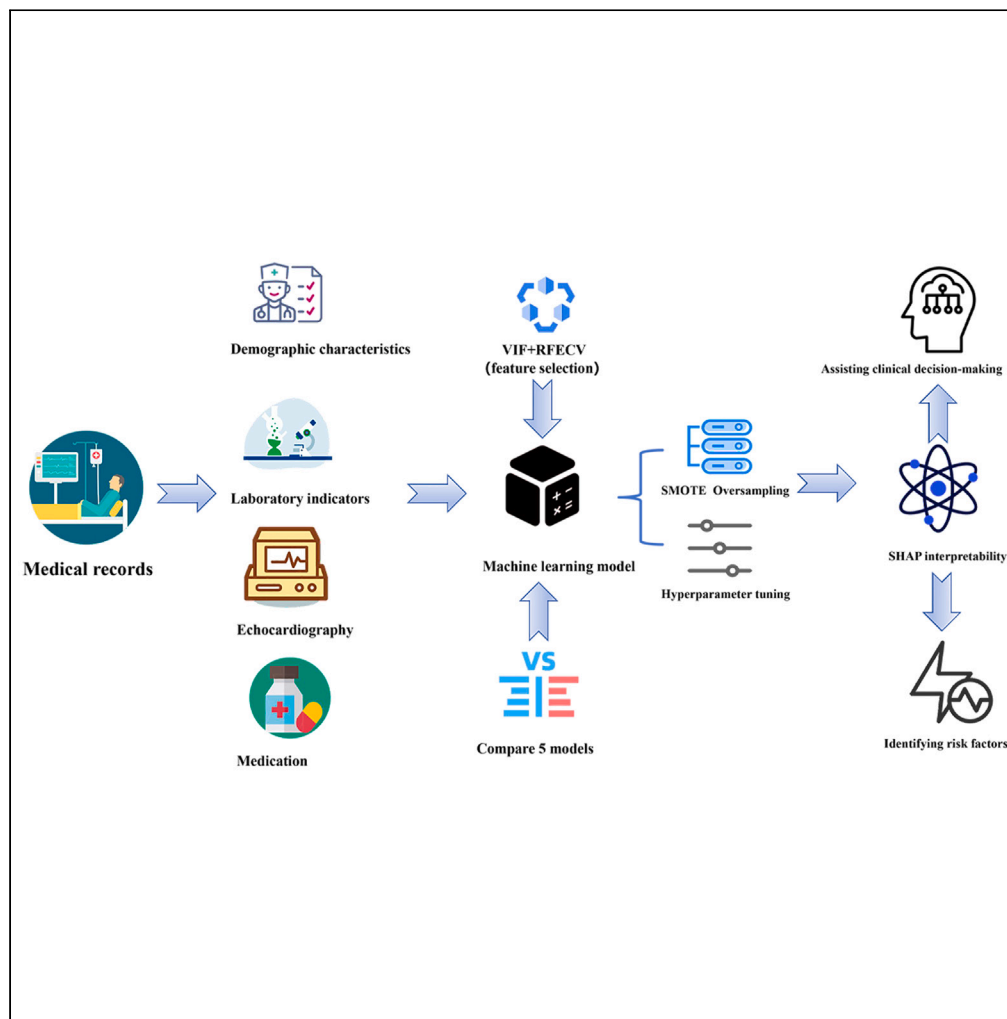 Medical records
Demographic characteristics
Laboratory indicators
Echocardiography
Medication
VIF+RFECV
(feature selection)
Machine learning model
VS
Compare 5 models
SMOTE Oversampling
Hyperparameter tuning
Assisting clinical decision-making
SHAP interpretability
Identifying risk factors